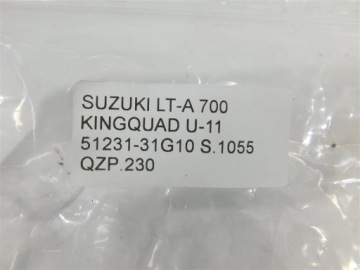 SUZUKI LT-A 700
KINGQUAD U-11
51231-31G10 S.1055
QZP.230